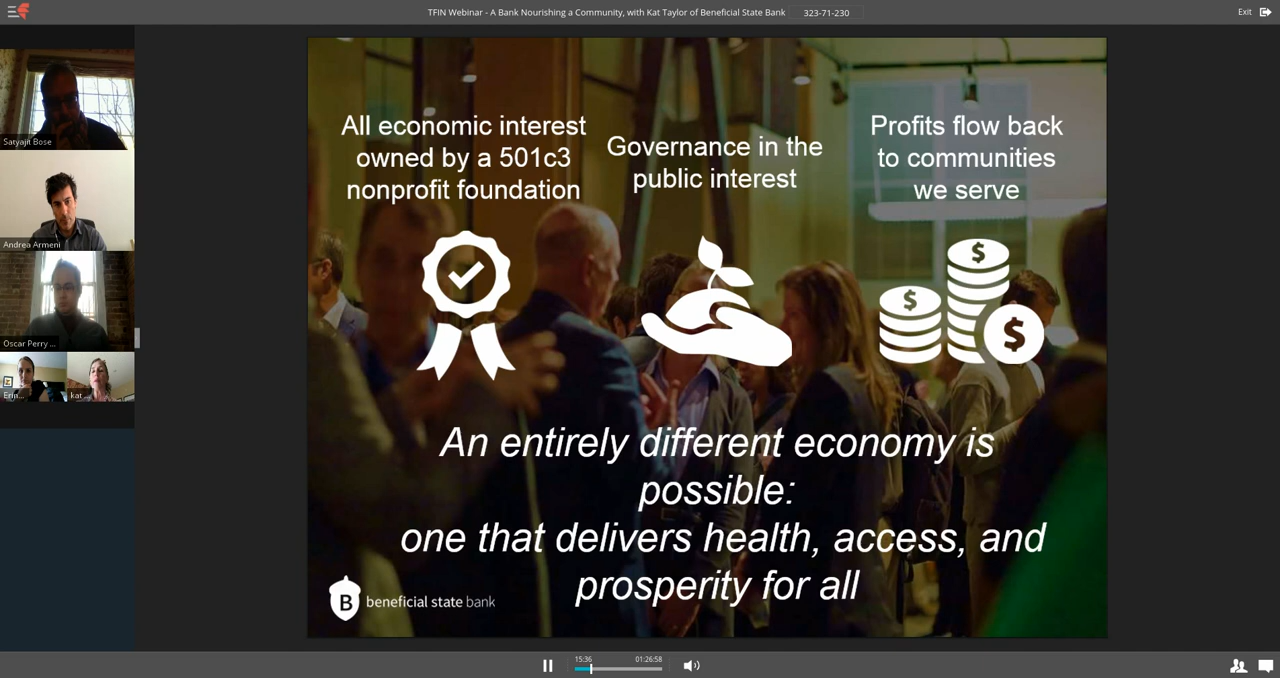 TFIN Webinar - A Bank Nourishing a Community, with Kat Taylor of Beneficial State Bank
323-71-230
Exit
Satyajit Bose
Andrea Armeni
Oscar Perry ...
Erin...
kat ...
All economic interest
owned by a 501c3
nonprofit foundation
Governance in the
public interest
Profits flow back
to communities
we serve
$
$
$
An entirely different economy is
possible:
one that delivers health, access, and
prosperity for all
B
beneficial state bank
15:36
01:26:58